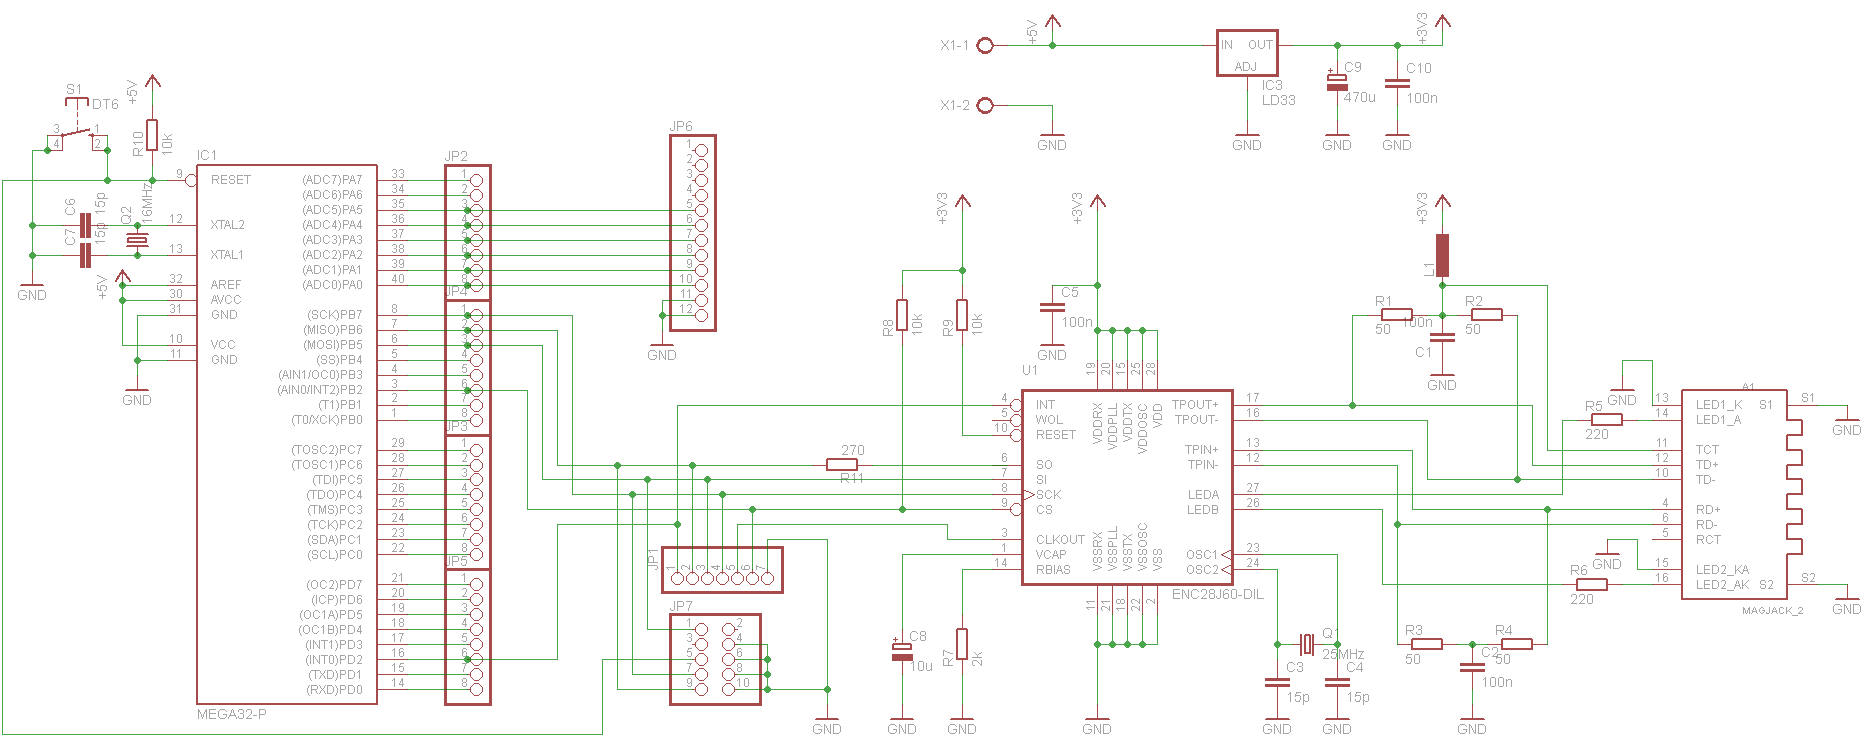 X1-1
+5V
IN OUT
ADJ
IC3
LD33
+3V3
C9
470u
C10
100n
X1-2
GND
GND
GND
GND
S1
DT6
3
1
4
2
+5V
R10
10k
IC1
9
RESET
C6
15p
C7
15p
Q2
16MHz
12
XTAL2
13
XTAL1
GND
+5V
32
AREF
30
AVCC
31
GND
10
VCC
11
GND
GND
MEGA32-P
(ADC7)PA7 33
(ADC6)PA6 34
(ADC5)PA5 35
(ADC4)PA4 36
(ADC3)PA3 37
(ADC2)PA2 38
(ADC1)PA1 39
(ADC0)PA0 40
(SCK)PB7 8
(MISO)PB6 7
(MOSI)PB5 6
(SS)PB4 5
(AIN1/OC0)PB3 4
(AIN0/INT2)PB2 3
(T1)PB1 2
(T0/XCK)PB0 1
(TOSC2)PC7 29
(TOSC1)PC6 28
(TDI)PC5 27
(TDO)PC4 26
(TMS)PC3 25
(TCK)PC2 24
(SDA)PC1 23
(SCL)PC0 22
(OC2)PD7 21
(ICP)PD6 20
(OC1A)PD5 19
(OC1B)PD4 18
(INT1)PD3 17
(INT0)PD2 16
(TXD)PD1 15
(RXD)PD0 14
JP2
1
2
3
4
5
6
7
8
JP4
1
2
3
4
5
6
7
8
JP3
1
2
3
4
5
6
7
8
JP5
1
2
3
4
5
6
7
8
JP6
1
2
3
4
5
6
7
8
9
10
11
12
GND
JP1
1 2 3 4 5 6 7
JP7
1 2
3 4
5 6
7 8
9 10
GND
+3V3
R8
10k
R9
10k
270
R11
C8
10u
GND
R7
2k
GND
+3V3
C5
100n
GND
U1
19 20 15 25 28
VDDRX VDDPLL VDDTX VDDOSC VDD
4 INT
5 WOL
10 RESET
6 SO
7 SI
8 SCK
9 CS
3 CLKOUT
1 VCAP
14 RBIAS
TPOUT+ 17
TPOUT- 16
TPIN+ 13
TPIN- 12
LEDA 27
LEDB 26
OSC1 23
OSC2 24
VSSRX VSSPLL VSSTX VSSOSC VSS
11 21 18 22 2
ENC28J60-DIL
GND
Q1
25MHz
C3
15p
C4
15p
GND
GND
+3V3
L1
R1
50
100n
R2
50
C1
GND
R3
50
C2
R4
50
100n
GND
GND
R5
220
GND
R6
220
A1
13 LED1_K S1 S1
14 LED1_A
11 TCT
12 TD+
10 TD-
4 RD+
6 RD-
5 RCT
15 LED2_KA
16 LED2_AK S2 S2
MAGJACK_2
GND
GND